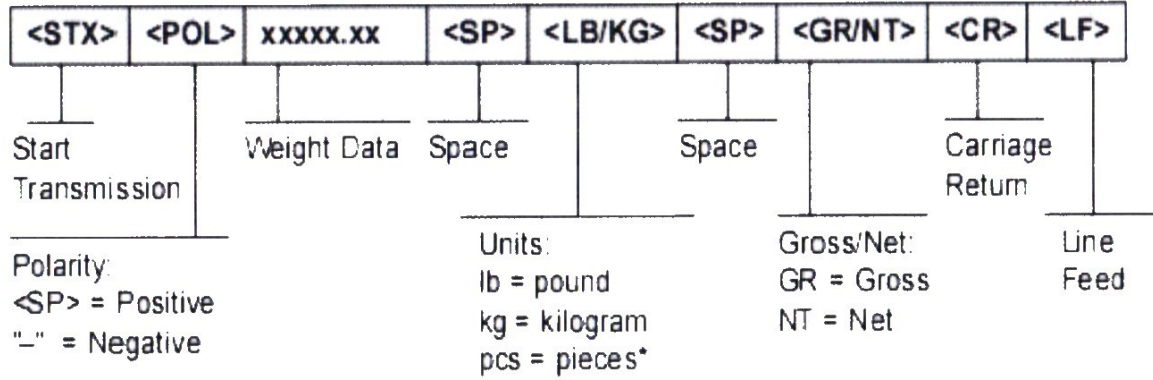 <STX> <POL> xxxxx.xx <SP> <LB/KG> <SP> <GR/NT> <CR> <LF>
Start
Transmission
Weight Data
Space
Space
Carriage
Return
Polarity:
<SP> = Positive
"–" = Negative
Units:
lb = pound
kg = kilogram
pcs = pieces*
Gross/Net:
GR = Gross
NT = Net
Line
Feed